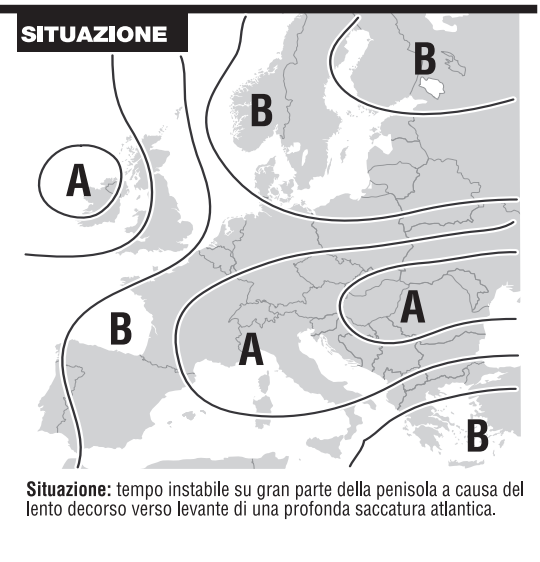 SITUAZIONE
B
B
A
B
A
A
B
Situazione: tempo instabile su gran parte della penisola a causa del
lento decorso verso levante di una profonda saccatura atlantica.